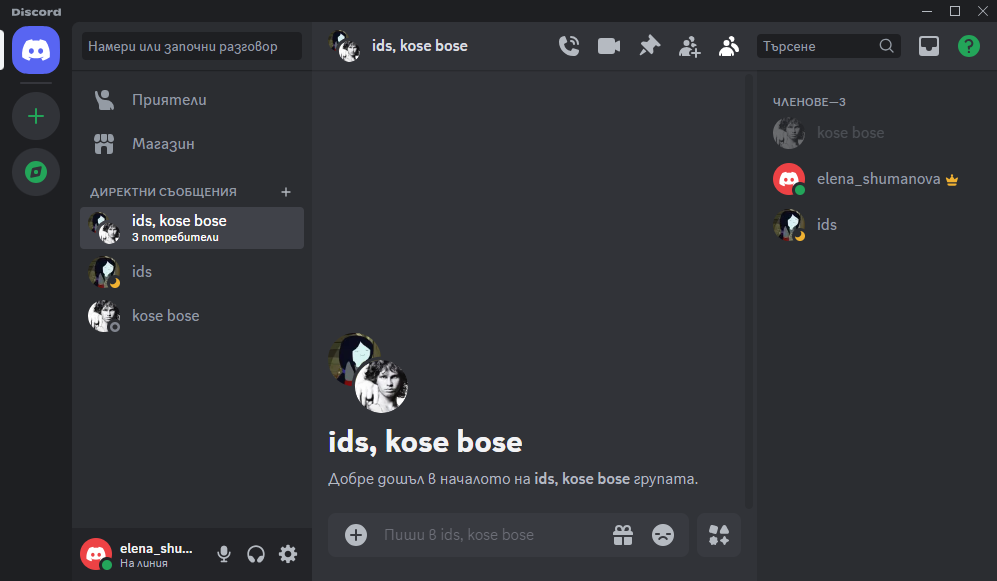 Discord
Намери или започни разговор
ids, kose bose
Търсене
Приятели
Магазин
ДИРЕКТНИ СЪОБЩЕНИЯ
ids, kose bose
3 потребители
ids
kose bose
ids, kose bose
Добре дошъл в началото на ids, kose bose групата.
Пиши в ids, kose bose
elena_shu...
На линия
ЧЛЕНОВЕ—3
kose bose
elena_shumanova
ids